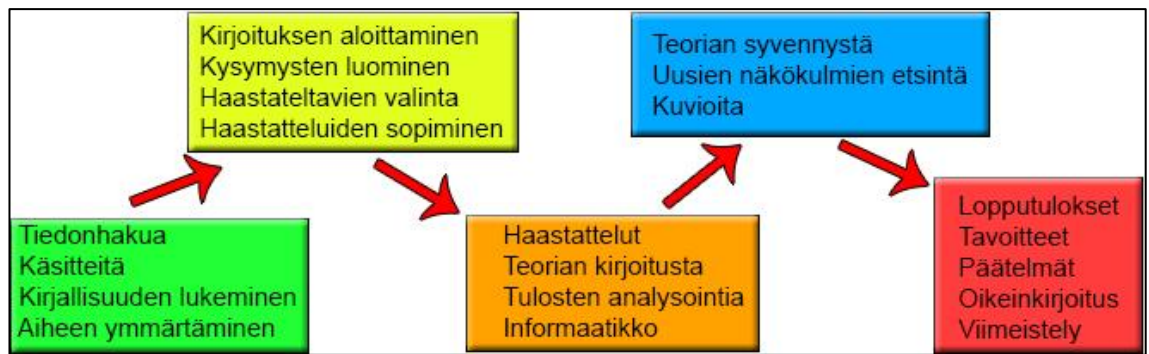 Tiedonhakua
Käsitteitä
Kirjallisuuden lukeminen
Aiheen ymmärtäminen
Kirjoituksen aloittaminen
Kysymysten luominen
Haastateltavien valinta
Haastatteluiden sopiminen
Haastattelut
Teorian kirjoitusta
Tulosten analysointia
Informaatikko
Teorian syvennystä
Uusien näkökulmien etsintä
Kuvioita
Lopputulokset
Tavoitteet
Päätelmät
Oikeinkirjoitus
Viimeistely